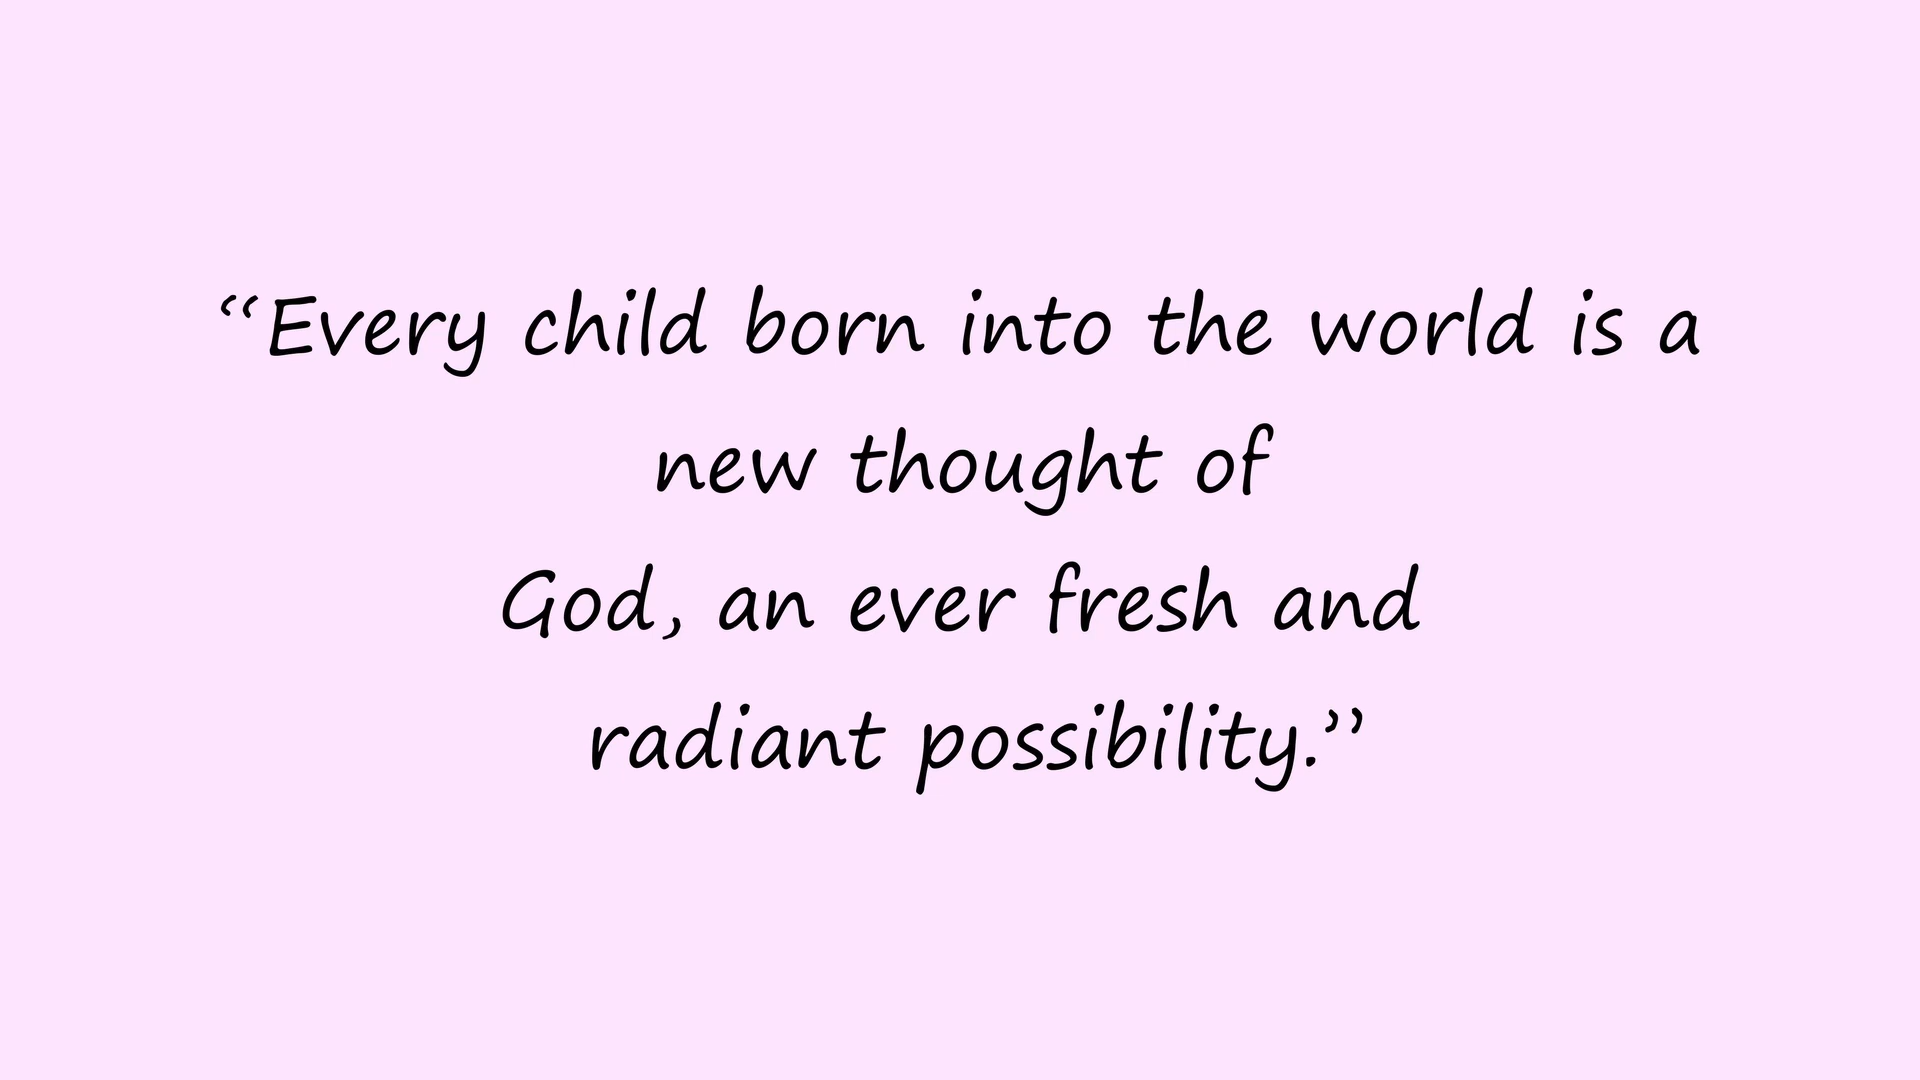 “Every child born into the world is a
new thought of
God, an ever fresh and
radiant possibility.”